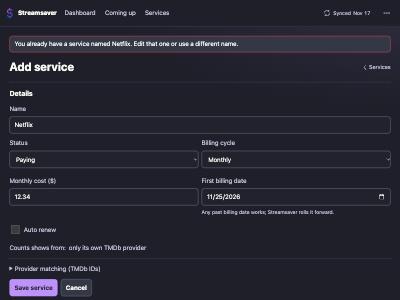 Streamsaver Dashboard Coming up Services Synced Nov 17
You already have a service named Netflix. Edit that one or use a different name.
Add service
Services
Details
Name
Netflix
Status Billing cycle
Paying Monthly
Monthly cost ($) First billing date
12.34 11/25/2026
Any past billing date works; Streamsaver rolls it forward.
Auto renew
Counts shows from: only its own TMDb provider
Provider matching (TMDb IDs)
Save service Cancel